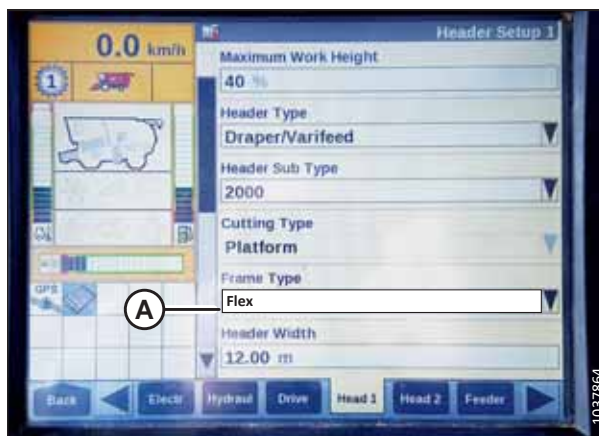 0.0 km/h
Header Setup 1
1
Maximum Work Height
40 %
Header Type
Draper/Varifeed
Header Sub Type
2000
Cutting Type
Platform
Frame Type
Flex
A
GPS
Header Width
12.00 m
Back
Electr
Hydraul
Drive
Head 1
Head 2
Feeder
1037864